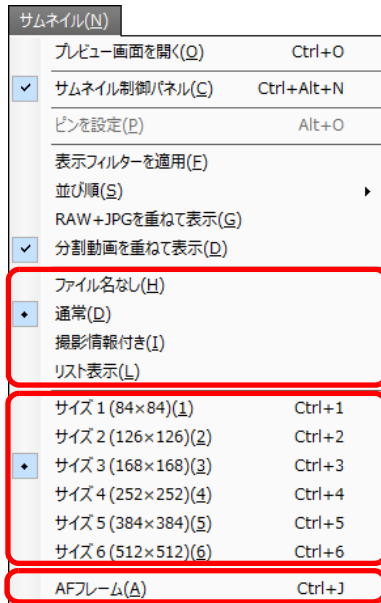 サムネイル(N)
プレビュー画面を開く(O) Ctrl+O
サムネイル制御パネル(C) Ctrl+Alt+N
ピンを設定(P) Alt+O
表示フィルターを適用(F)
並び順(S)
RAW+JPGを重ねて表示(G)
分割動画を重ねて表示(D)
ファイル名なし(H)
通常(D)
撮影情報付き(I)
リスト表示(L)
サイズ 1 (84×84)(1) Ctrl+1
サイズ 2 (126×126)(2) Ctrl+2
サイズ 3 (168×168)(3) Ctrl+3
サイズ 4 (252×252)(4) Ctrl+4
サイズ 5 (384×384)(5) Ctrl+5
サイズ 6 (512×512)(6) Ctrl+6
AFフレーム(A) Ctrl+J